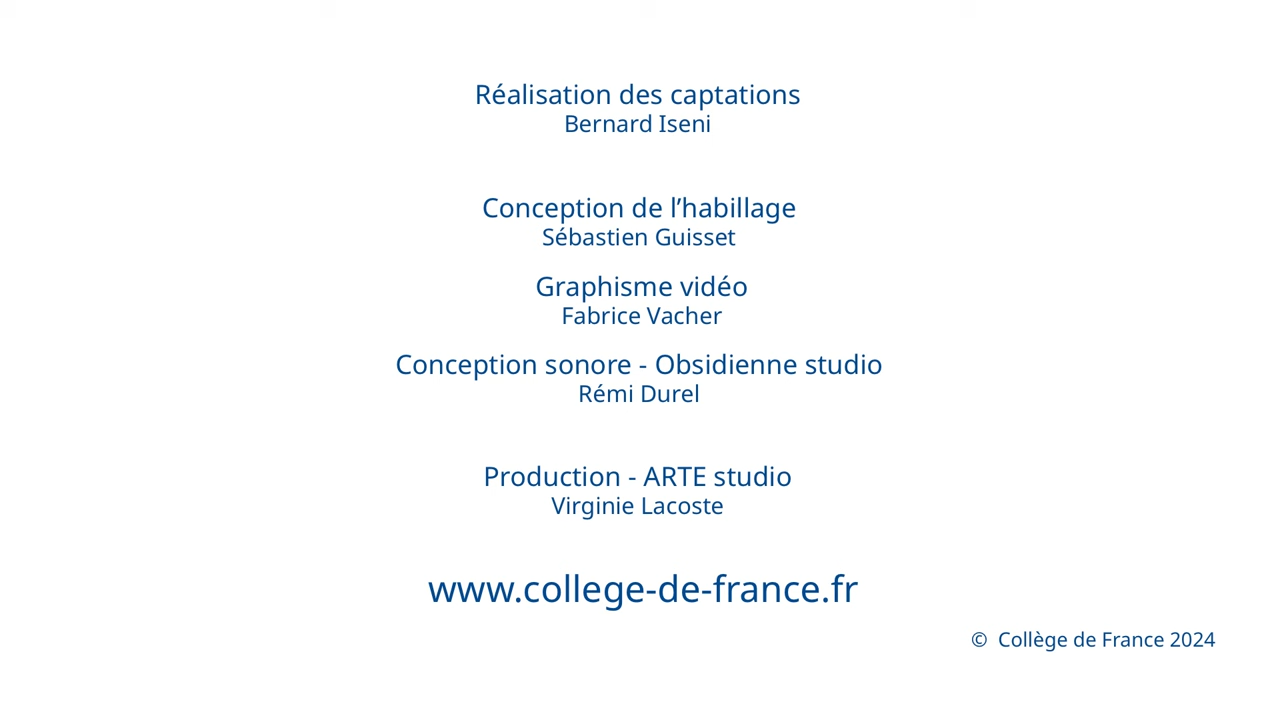 Réalisation des captations
Bernard Iseni
Conception de l’habillage
Sébastien Guisset
Graphisme vidéo
Fabrice Vacher
Conception sonore - Obsidienne studio
Rémi Durel
Production - ARTE studio
Virginie Lacoste
www.college-de-france.fr
© Collège de France 2024